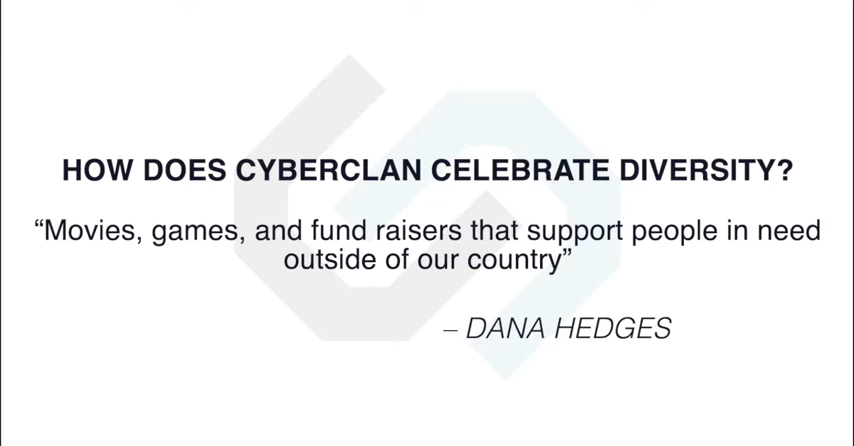 HOW DOES CYBERCLAN CELEBRATE DIVERSITY?
“Movies, games, and fund raisers that support people in need
outside of our country”
– DANA HEDGES